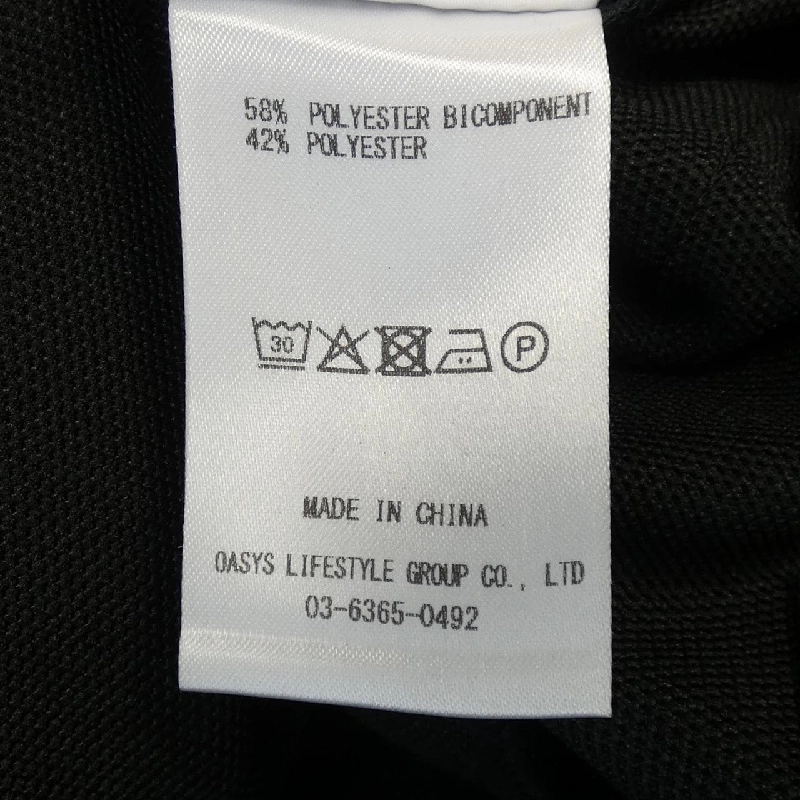 58% POLYESTER BICOMPONENT
42% POLYESTER
30 P
MADE IN CHINA
OASYS LIFESTYLE GROUP CO., LTD
03-6365-0492